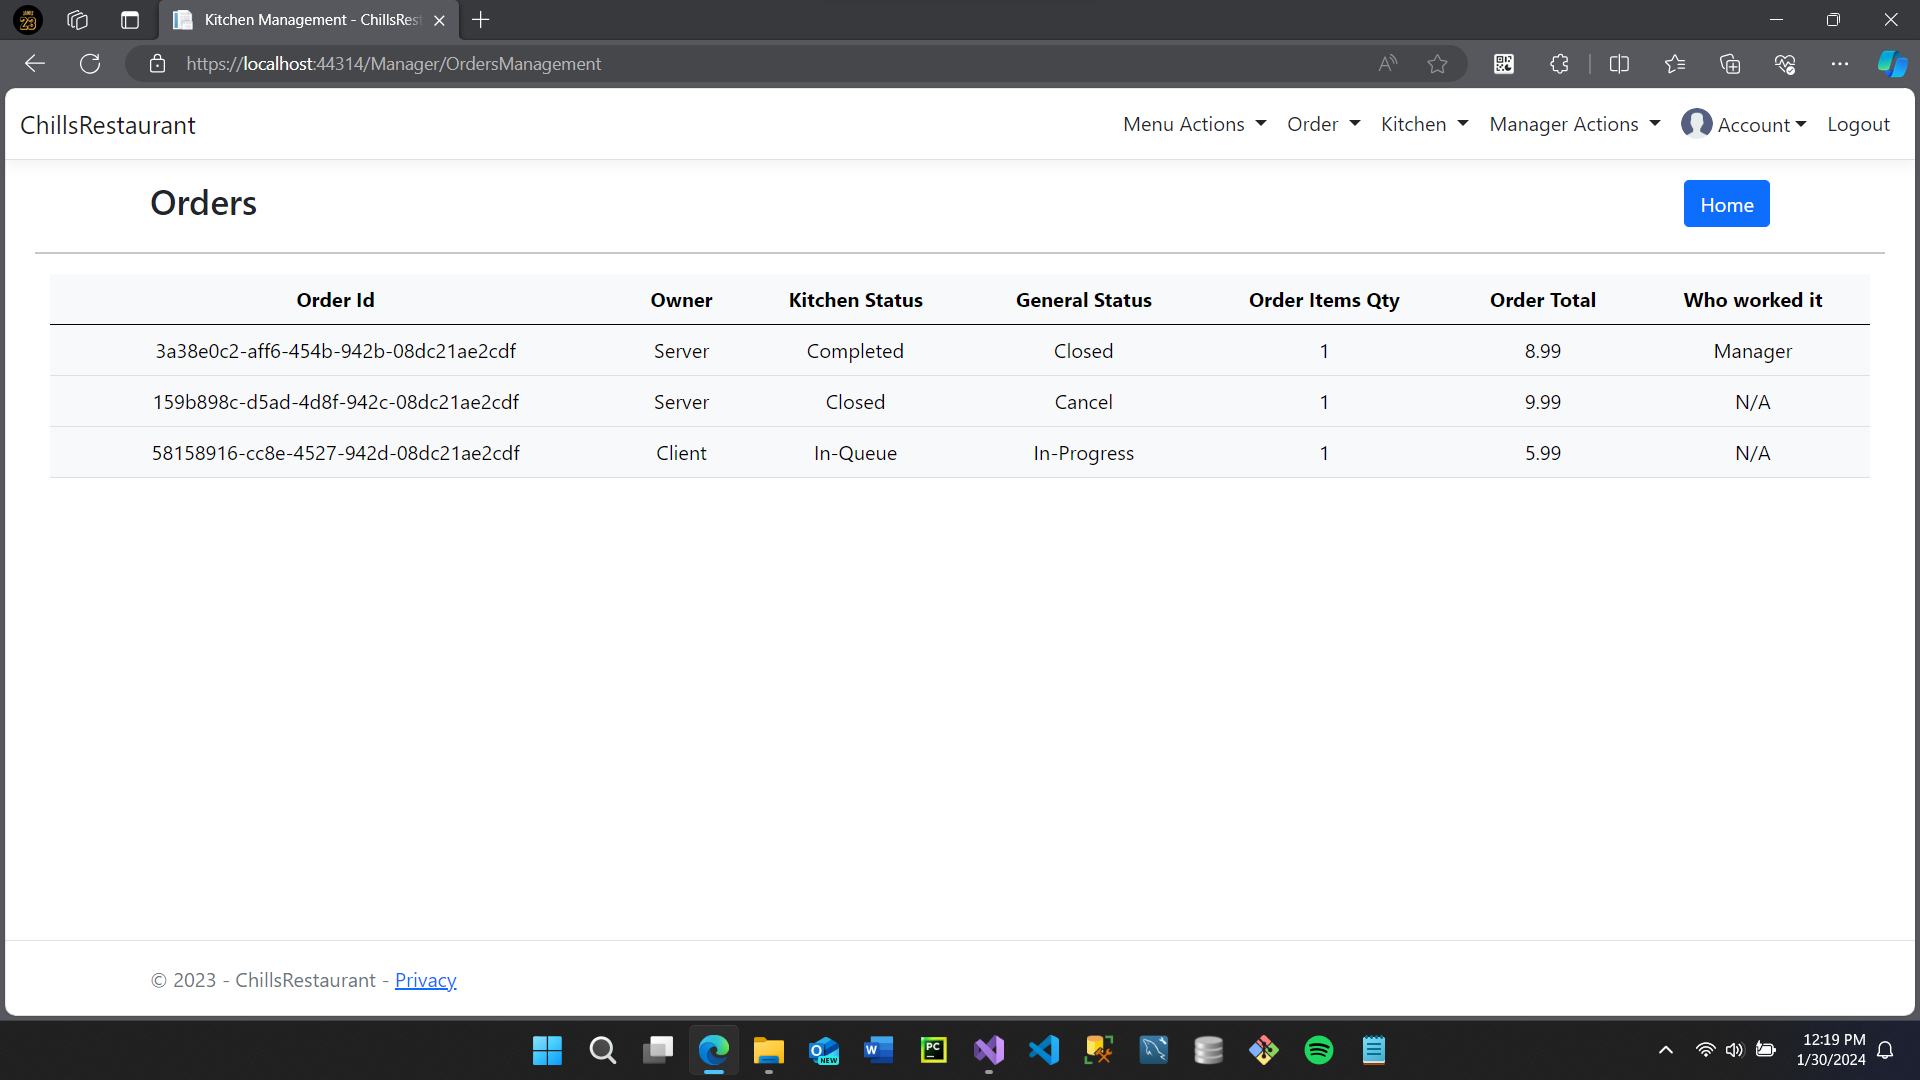 Kitchen Management - ChillsRest
https://localhost:44314/Manager/OrdersManagement
ChillsRestaurant
Menu Actions Order Kitchen Manager Actions Account Logout
Orders
Home
Order Id Owner Kitchen Status General Status Order Items Qty Order Total Who worked it
3a38e0c2-aff6-454b-942b-08dc21ae2cdf Server Completed Closed 1 8.99 Manager
159b898c-d5ad-4d8f-942c-08dc21ae2cdf Server Closed Cancel 1 9.99 N/A
58158916-cc8e-4527-942d-08dc21ae2cdf Client In-Queue In-Progress 1 5.99 N/A
© 2023 - ChillsRestaurant - Privacy
12:19 PM
1/30/2024